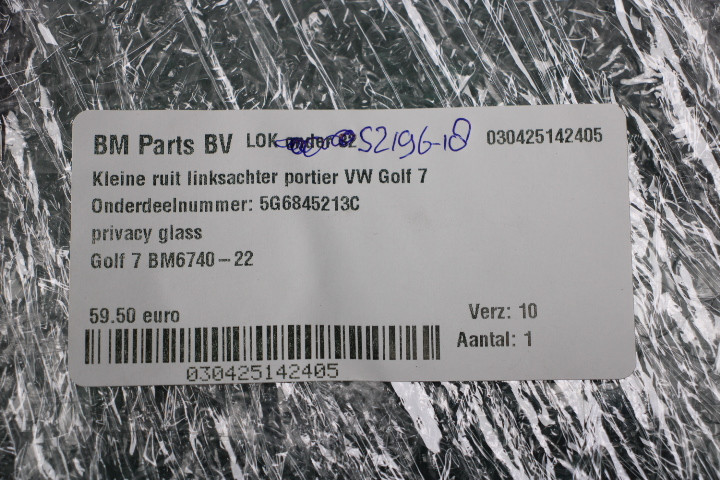 BM Parts BV LOK S2196-18 030425142405
Kleine ruit linksachter portier VW Golf 7
Onderdeelnummer: 5G6845213C
privacy glass
Golf 7 BM6740-22
59.50 euro Verz: 10
Aantal: 1
030425142405